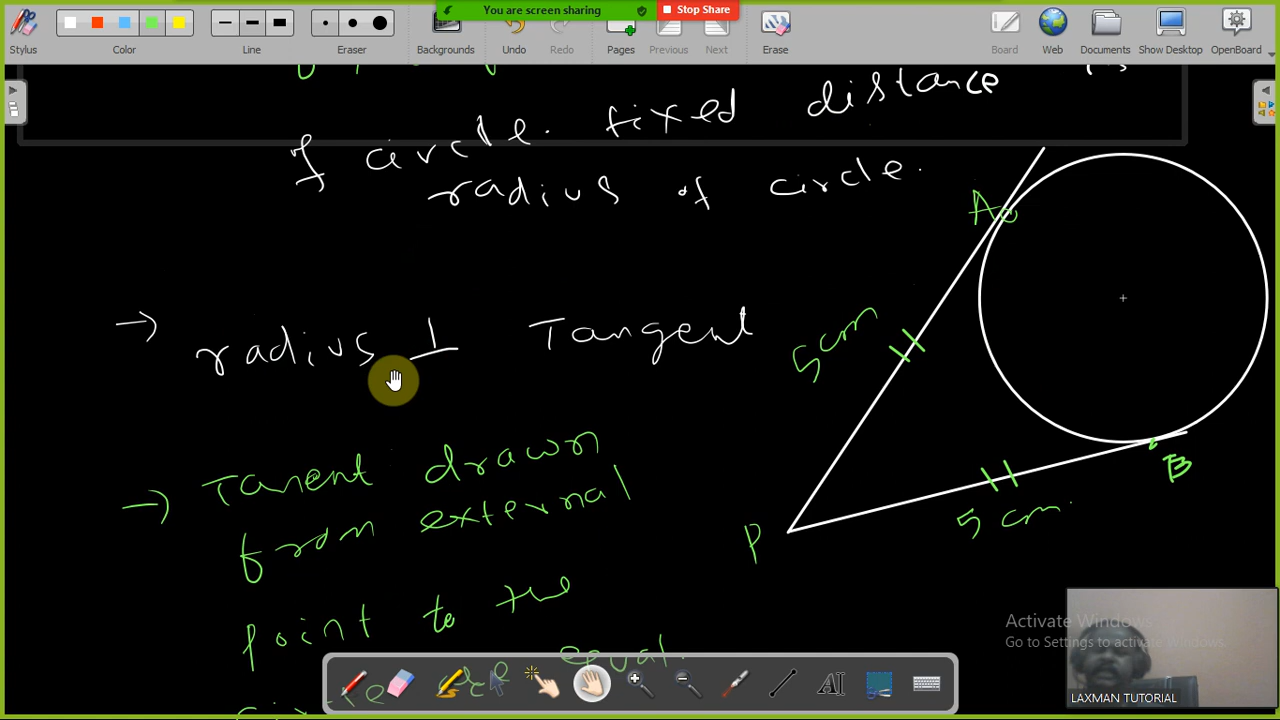 You are screen sharing
Stop Share
Stylus
Color
Line
Eraser
Backgrounds
Undo
Redo
Pages
Previous
Next
Erase
Board
Web
Documents
Show Desktop
OpenBoard
of circle. fixed distance is
radius of circle.
→ radius ⊥ Tangent
→ Tanent drawn
from external
point to the
equal.
A
5cm
P
5 cm.
B
Activate Windows
Go to Settings to activate Windows.
LAXMAN TUTORIAL